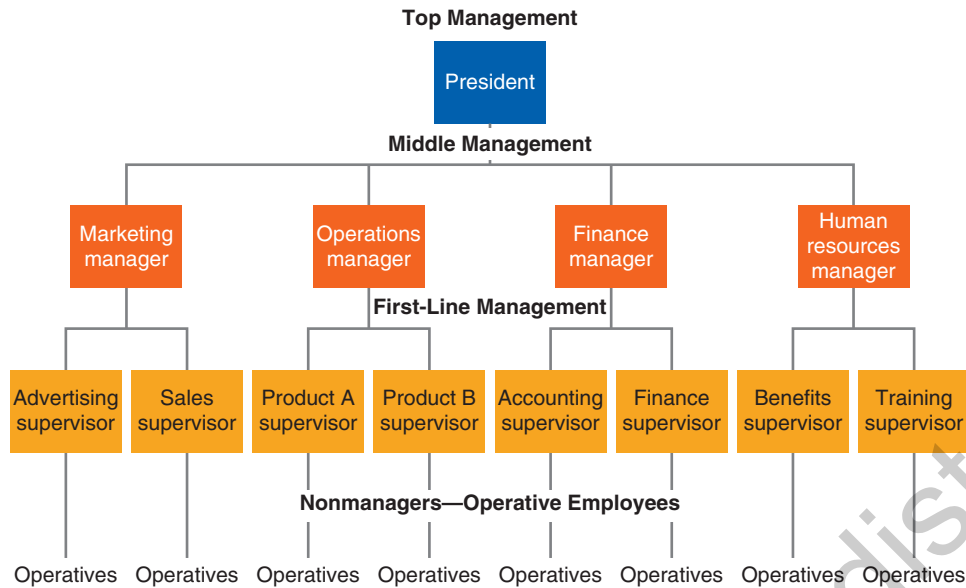 Top Management
President
Middle Management
Marketing
manager
Operations
manager
Finance
manager
Human
resources
manager
First-Line Management
Advertising
supervisor
Sales
supervisor
Product A
supervisor
Product B
supervisor
Accounting
supervisor
Finance
supervisor
Benefits
supervisor
Training
supervisor
Nonmanagers—Operative Employees
Operatives Operatives Operatives Operatives Operatives Operatives Operatives Operatives